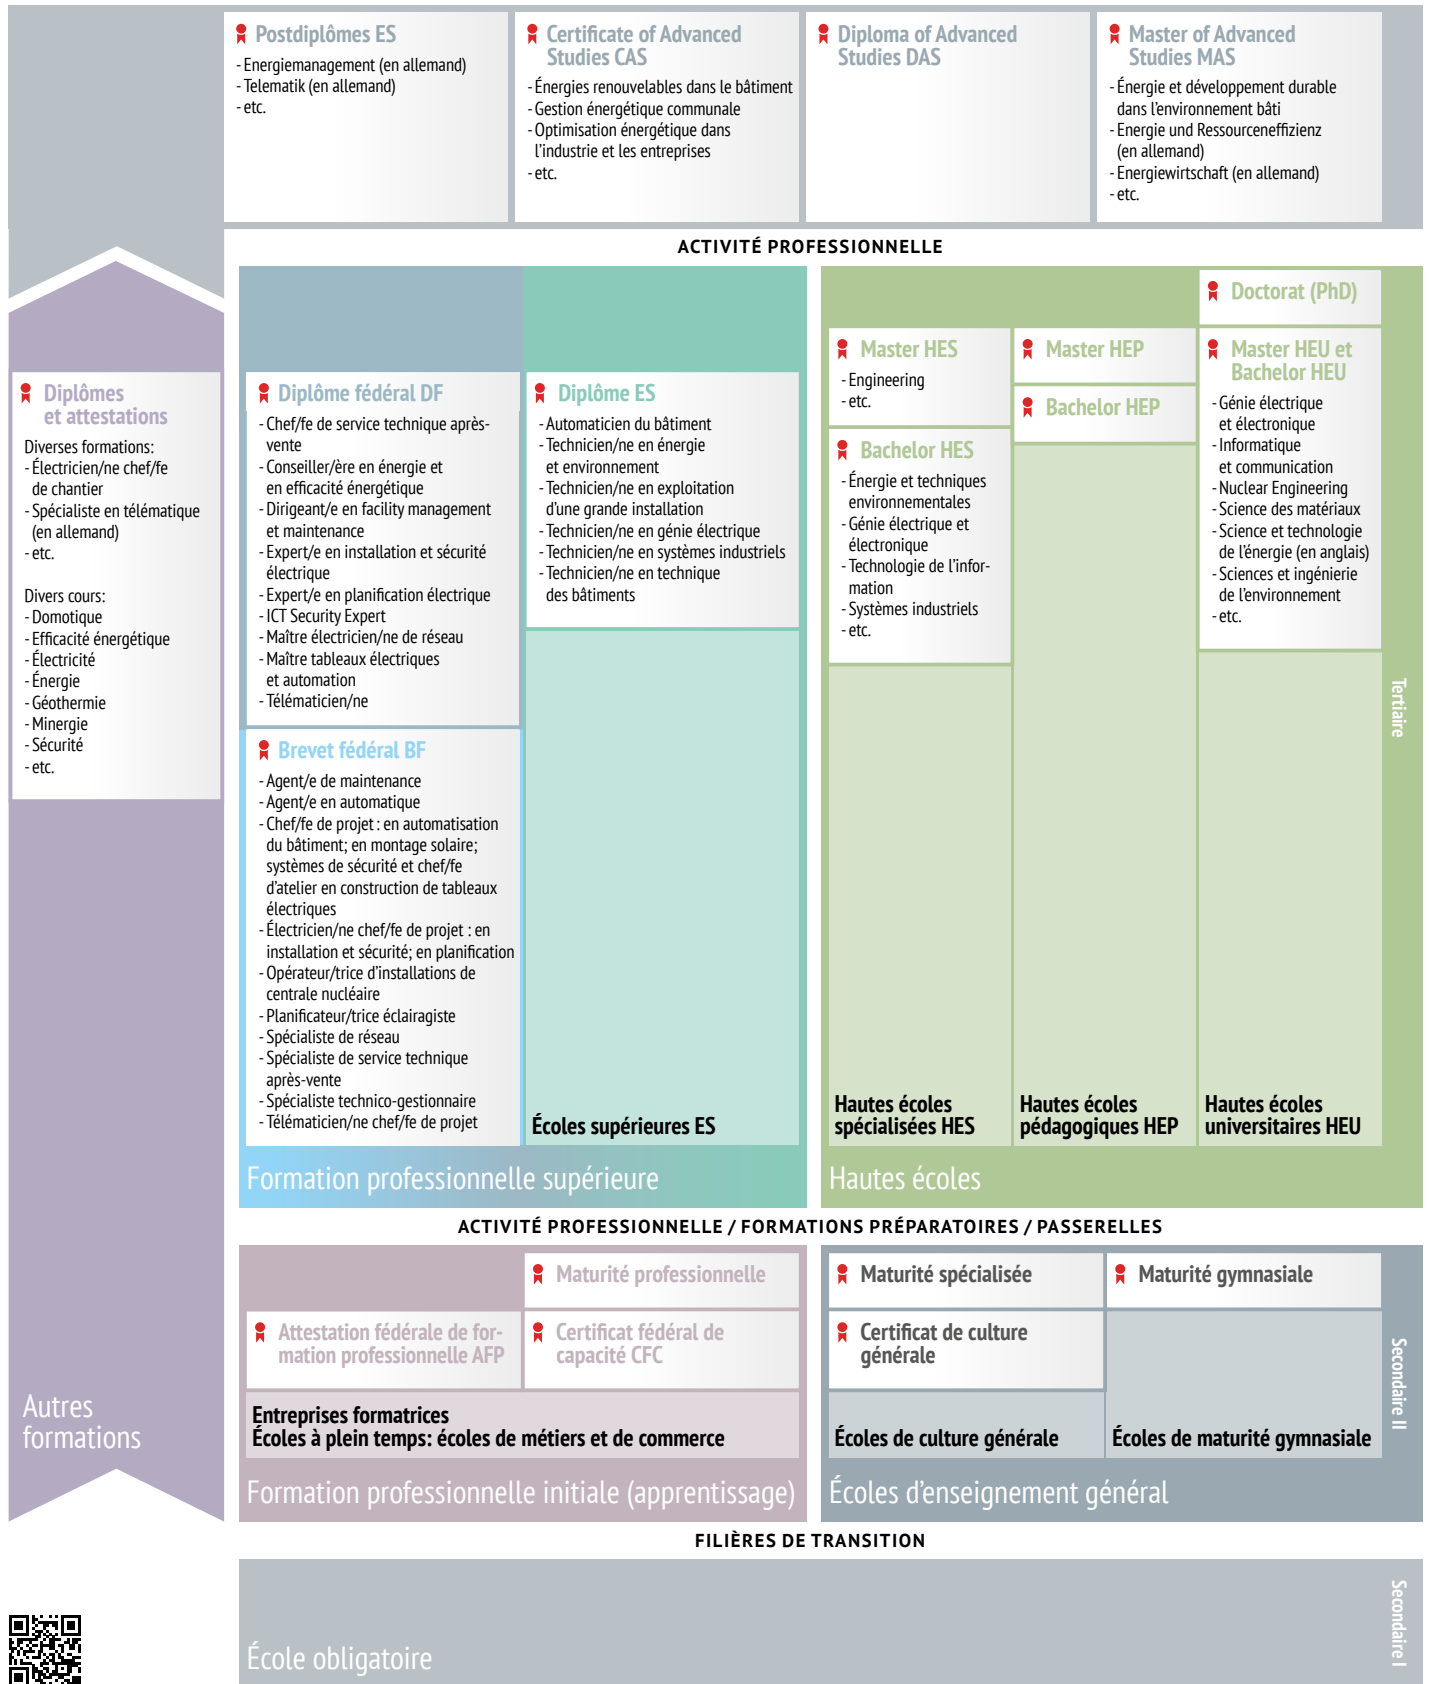 Postdiplômes ES
- Energiemanagement (en allemand)
- Telematik (en allemand)
- etc.
Certificate of Advanced
Studies CAS
- Énergies renouvelables dans le bâtiment
- Gestion énergétique communale
- Optimisation énergétique dans
l'industrie et les entreprises
- etc.
Diploma of Advanced
Studies DAS
Master of Advanced
Studies MAS
- Énergie et développement durable
dans l'environnement bâti
- Energie und Ressourceneffizienz
(en allemand)
- Energiewirtschaft (en allemand)
- etc.
ACTIVITÉ PROFESSIONNELLE
Diplômes
et attestations
Diverses formations:
- Électricien/ne chef/fe
de chantier
- Spécialiste en télématique
(en allemand)
- etc.
Divers cours:
- Domotique
- Efficacité énergétique
- Électricité
- Énergie
- Géothermie
- Minergie
- Sécurité
- etc.
Autres
formations
Diplôme fédéral DF
- Chef/fe de service technique après-
vente
- Conseiller/ère en énergie et
en efficacité énergétique
- Dirigeant/e en facility management
et maintenance
- Expert/e en installation et sécurité
électrique
- Expert/e en planification électrique
- ICT Security Expert
- Maître électricien/ne de réseau
- Maître tableaux électriques
et automation
- Télématicien/ne
Brevet fédéral BF
- Agent/e de maintenance
- Agent/e en automatique
- Chef/fe de projet : en automatisation
du bâtiment; en montage solaire;
systèmes de sécurité et chef/fe
d'atelier en construction de tableaux
électriques
- Électricien/ne chef/fe de projet : en
installation et sécurité; en planification
- Opérateur/trice d'installations de
centrale nucléaire
- Planificateur/trice éclairagiste
- Spécialiste de réseau
- Spécialiste de service technique
après-vente
- Spécialiste technico-gestionnaire
- Télématicien/ne chef/fe de projet
Diplôme ES
- Automaticien du bâtiment
- Technicien/ne en énergie
et environnement
- Technicien/ne en exploitation
d'une grande installation
- Technicien/ne en génie électrique
- Technicien/ne en systèmes industriels
- Technicien/ne en technique
des bâtiments
Écoles supérieures ES
Formation professionnelle supérieure
Master HES
- Engineering
- etc.
Bachelor HES
- Énergie et techniques
environnementales
- Génie électrique et
électronique
- Technologie de l'infor-
mation
- Systèmes industriels
- etc.
Hautes écoles
spécialisées HES
Master HEP
Bachelor HEP
Hautes écoles
pédagogiques HEP
Doctorat (PhD)
Master HEU et
Bachelor HEU
- Génie électrique
et électronique
- Informatique
et communication
- Nuclear Engineering
- Science des matériaux
- Science et technologie
de l'énergie (en anglais)
- Sciences et ingénierie
de l'environnement
- etc.
Hautes écoles
universitaires HEU
Hautes écoles
Tertiaire
ACTIVITÉ PROFESSIONNELLE / FORMATIONS PRÉPARATOIRES / PASSERELLES
Maturité professionnelle
Attestation fédérale de for-
mation professionnelle AFP
Certificat fédéral de
capacité CFC
Entreprises formatrices
Écoles à plein temps: écoles de métiers et de commerce
Formation professionnelle initiale (apprentissage)
Maturité spécialisée
Certificat de culture
générale
Écoles de culture générale
Maturité gymnasiale
Écoles de maturité gymnasiale
Écoles d'enseignement général
Secondaire II
FILIÈRES DE TRANSITION
École obligatoire
Secondaire I